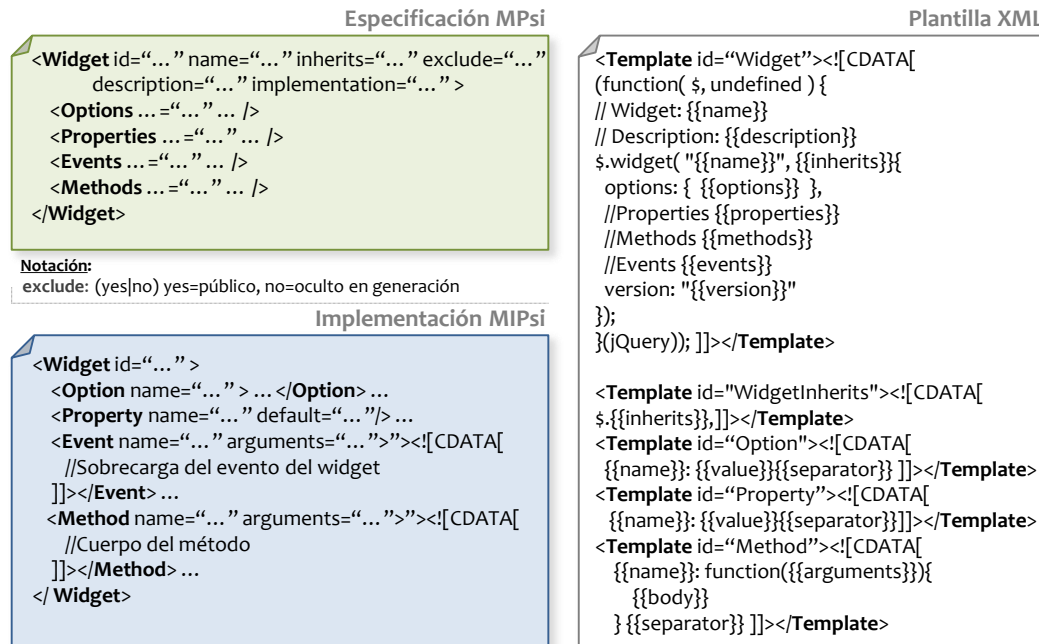 Especificación MPsi
<Widget id=“…” name=“…” inherits=“…” exclude=“…”
description=“…” implementation=“…” >
<Options …=“…” … />
<Properties …=“…” … />
<Events …=“…” … />
<Methods …=“…” … />
</Widget>
Notación:
exclude: (yes|no) yes=público, no=oculto en generación
Implementación MIPsi
<Widget id=“…” >
<Option name=“…” > … </Option> …
<Property name=“…” default=“…”/> …
<Event name=“…” arguments=“…”>”><![CDATA[
//Sobrecarga del evento del widget
]]></Event> …
<Method name=“…” arguments=“…”>”><![CDATA[
//Cuerpo del método
]]></Method> …
</ Widget>
Plantilla XML
<Template id=“Widget”><![CDATA[
(function( $, undefined ) {
// Widget: {{name}}
// Description: {{description}}
$.widget( "{{name}}", {{inherits}}{
options: { {{options}} },
//Properties {{properties}}
//Methods {{methods}}
//Events {{events}}
version: "{{version}}"
});
}(jQuery)); ]]></Template>
<Template id="WidgetInherits"><![CDATA[
$.{{inherits}},]]></Template>
<Template id=“Option"><![CDATA[
{{name}}: {{value}}{{separator}} ]]></Template>
<Template id=“Property”><![CDATA[
{{name}}: {{value}}{{separator}}]]></Template>
<Template id=“Method”><![CDATA[
{{name}}: function({{arguments}}){
{{body}}
} {{separator}} ]]></Template>